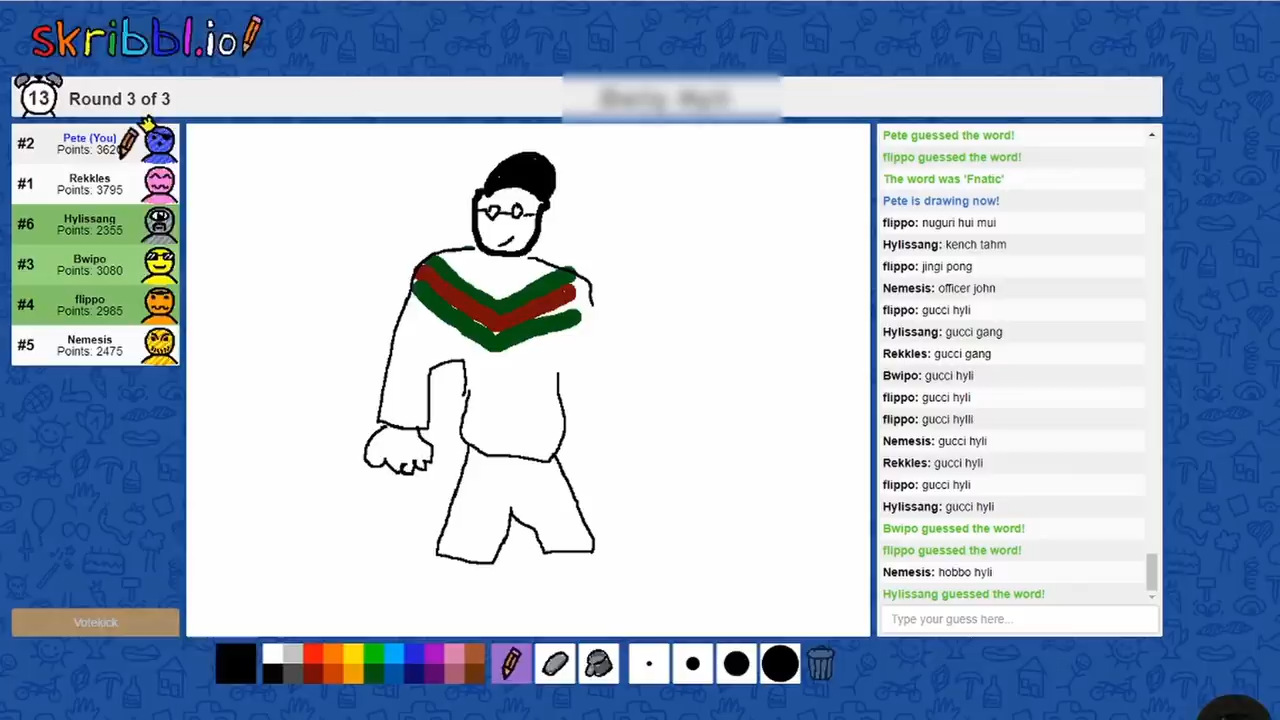 skribbl.io
13
Round 3 of 3
#2
Pete (You)
Points: 3620
#1
Rekkles
Points: 3795
#6
Hylissang
Points: 2355
#3
Bwipo
Points: 3080
#4
flippo
Points: 2985
#5
Nemesis
Points: 2475
Votekick
Pete guessed the word!
flippo guessed the word!
The word was 'Fnatic'
Pete is drawing now!
flippo: nuguri hui mui
Hylissang: kench tahm
flippo: jingi pong
Nemesis: officer john
flippo: gucci hyli
Hylissang: gucci gang
Rekkles: gucci gang
Bwipo: gucci hyli
flippo: gucci hyli
flippo: gucci hylli
Nemesis: gucci hyli
Rekkles: gucci hyli
flippo: gucci hyli
Hylissang: gucci hyli
Bwipo guessed the word!
flippo guessed the word!
Nemesis: hobbo hyli
Hylissang guessed the word!
Type your guess here...